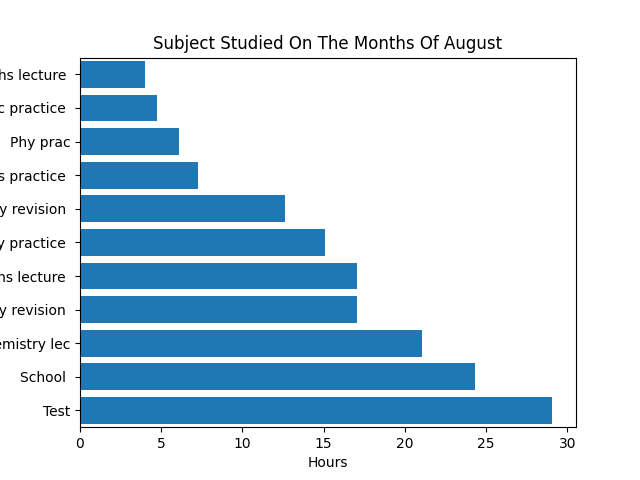 Subject Studied On The Months Of August
hs lecture
c practice
Phy prac
s practice
y revision
y practice
hs lecture
y revision
emistry lec
School
Test
0 5 10 15 20 25 30
Hours